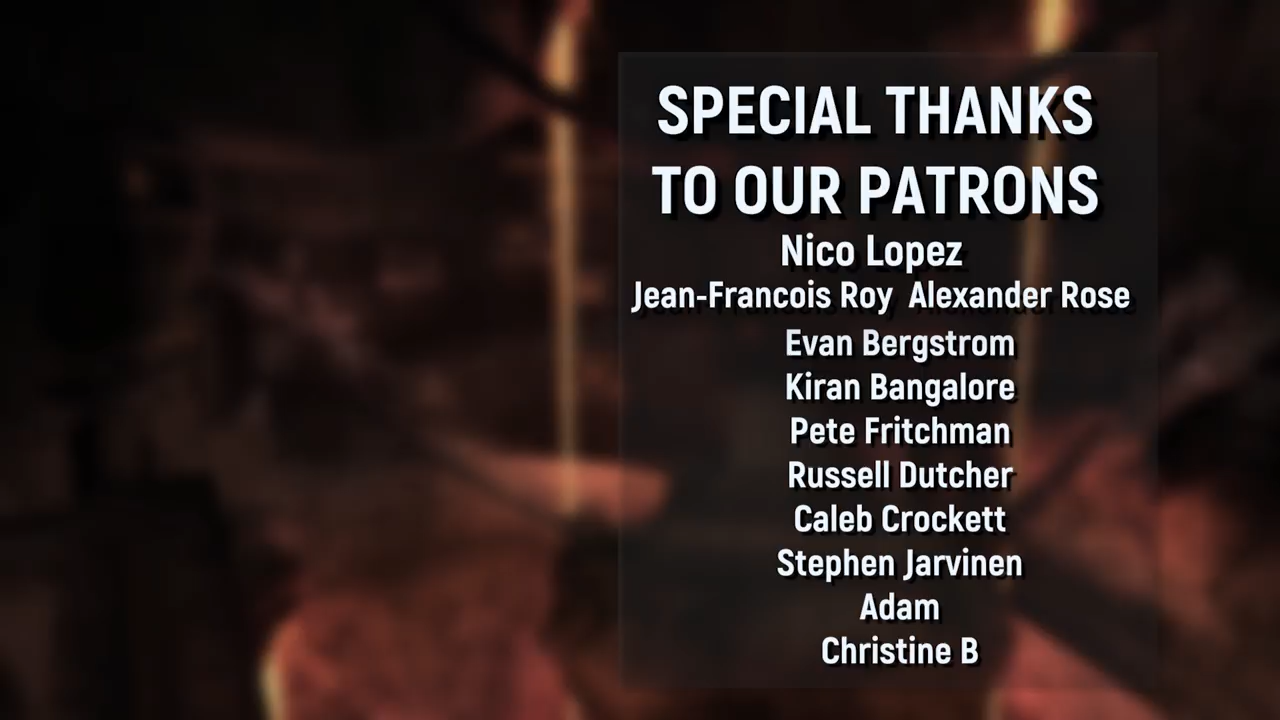 SPECIAL THANKS
TO OUR PATRONS
Nico Lopez
Jean-Francois Roy  Alexander Rose
Evan Bergstrom
Kiran Bangalore
Pete Fritchman
Russell Dutcher
Caleb Crockett
Stephen Jarvinen
Adam
Christine B